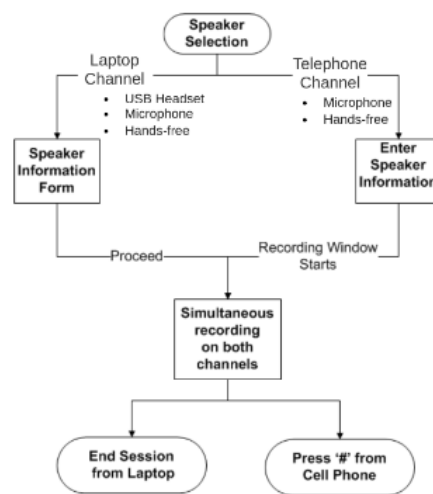 Speaker
Selection
Laptop
Channel
• USB Headset
• Microphone
• Hands-free
Telephone
Channel
• Microphone
• Hands-free
Speaker
Information
Form
Enter
Speaker
Information
Proceed
Recording Window
Starts
Simultaneous
recording
on both
channels
End Session
from Laptop
Press ‘#’ from
Cell Phone